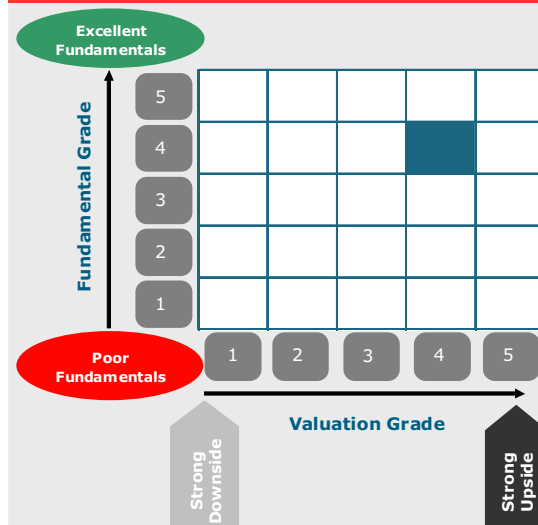 Excellent
Fundamentals
Fundamental Grade
5
4
3
2
1
Poor
Fundamentals
1 2 3 4 5
Valuation Grade
Strong
Downside
Strong
Upside